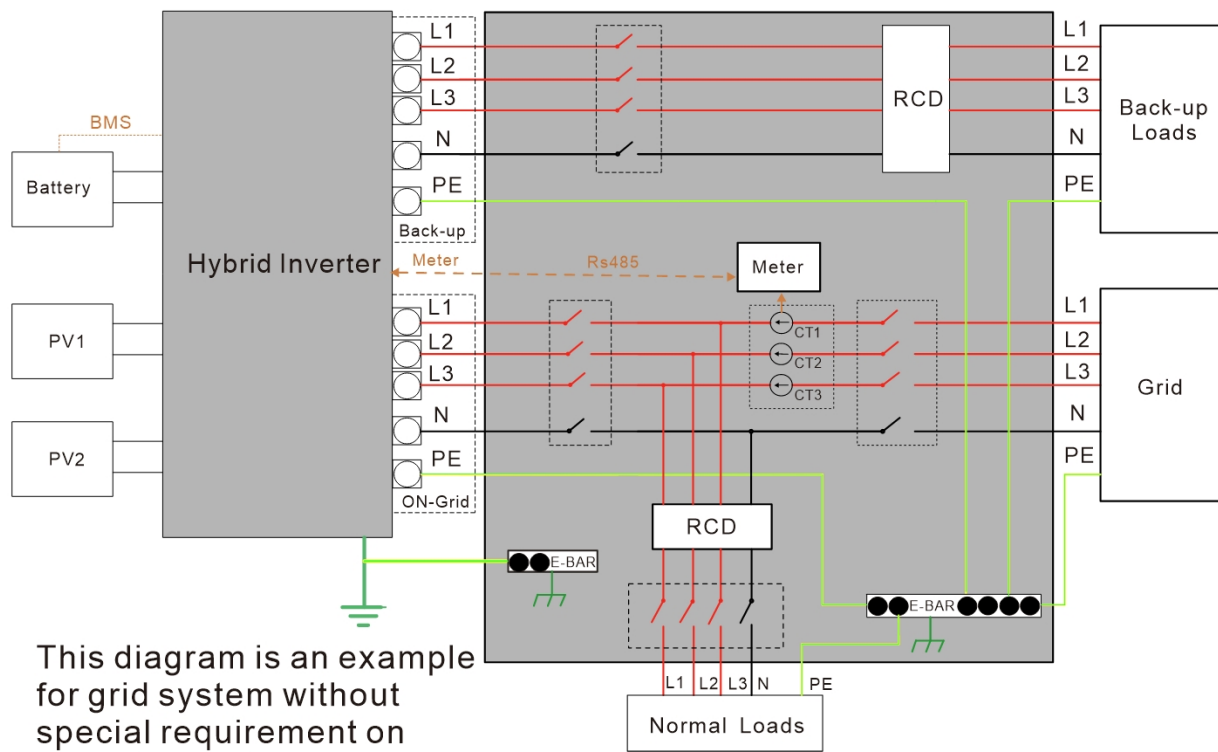 L1
L2
L3
N
PE
Back-up
RCD
L1
L2
L3
N
PE
Back-up
Loads
BMS
Battery
Hybrid Inverter
Meter
Rs485
Meter
PV1
PV2
L1
L2
L3
N
PE
ON-Grid
CT1
CT2
CT3
L1
L2
L3
N
PE
Grid
RCD
E-BAR
E-BAR
L1
L2
L3
N
PE
Normal Loads
This diagram is an example
for grid system without
special requirement on